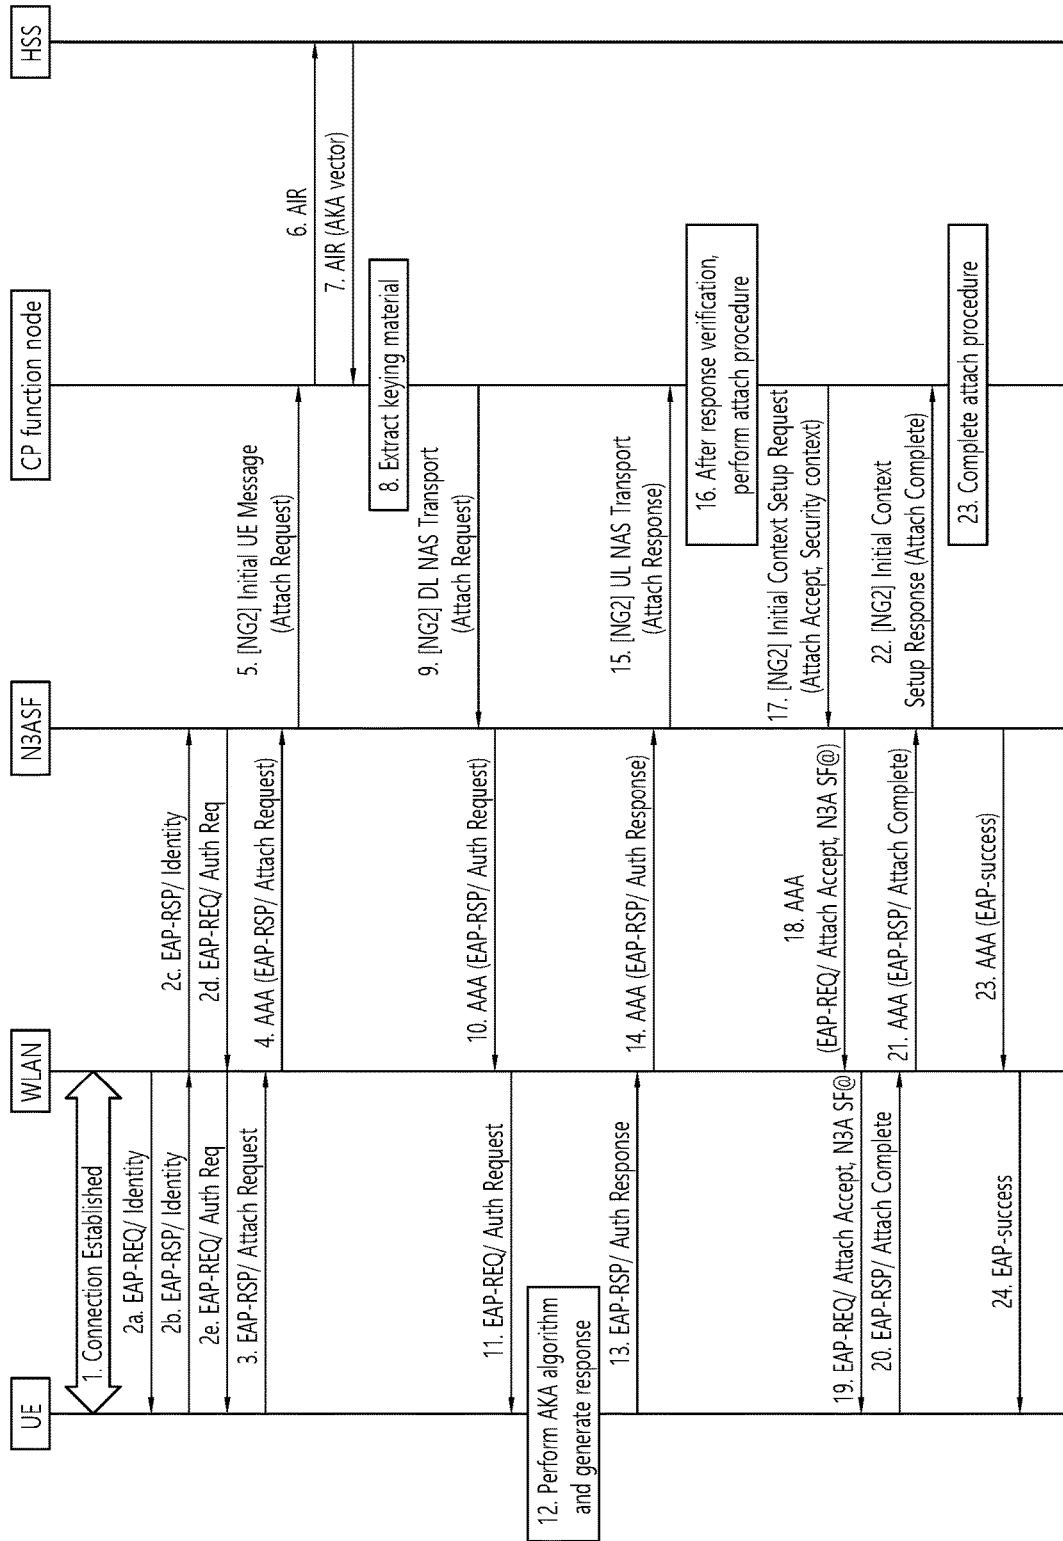 UE
WLAN
N3ASF
CP function node
HSS
1. Connection Established
2a. EAP-REQ/ Identity
2b. EAP-RSP/ Identity
2c. EAP-RSP/ Identity
2d. EAP-REQ/ Auth Req
2e. EAP-REQ/ Auth Req
3. EAP-RSP/ Attach Request
4. AAA (EAP-RSP/ Attach Request)
5. [NG2] Initial UE Message
(Attach Request)
6. AIR
7. AIR (AKA vector)
8. Extract keying material
9. [NG2] DL NAS Transport
(Attach Request)
10. AAA (EAP-RSP/ Auth Request)
11. EAP-REQ/ Auth Request
12. Perform AKA algorithm
and generate response
13. EAP-RSP/ Auth Response
14. AAA (EAP-RSP/ Auth Response)
15. [NG2] UL NAS Transport
(Attach Response)
16. After response verification,
perform attach procedure
17. [NG2] Initial Context Setup Request
(Attach Accept, Security context)
18. AAA
(EAP-REQ/ Attach Accept, N3A SF@)
19. EAP-REQ/ Attach Accept, N3A SF@
20. EAP-RSP/ Attach Complete
21. AAA (EAP-RSP/ Attach Complete)
22. [NG2] Initial Context
Setup Response (Attach Complete)
23. Complete attach procedure
23. AAA (EAP-success)
24. EAP-success